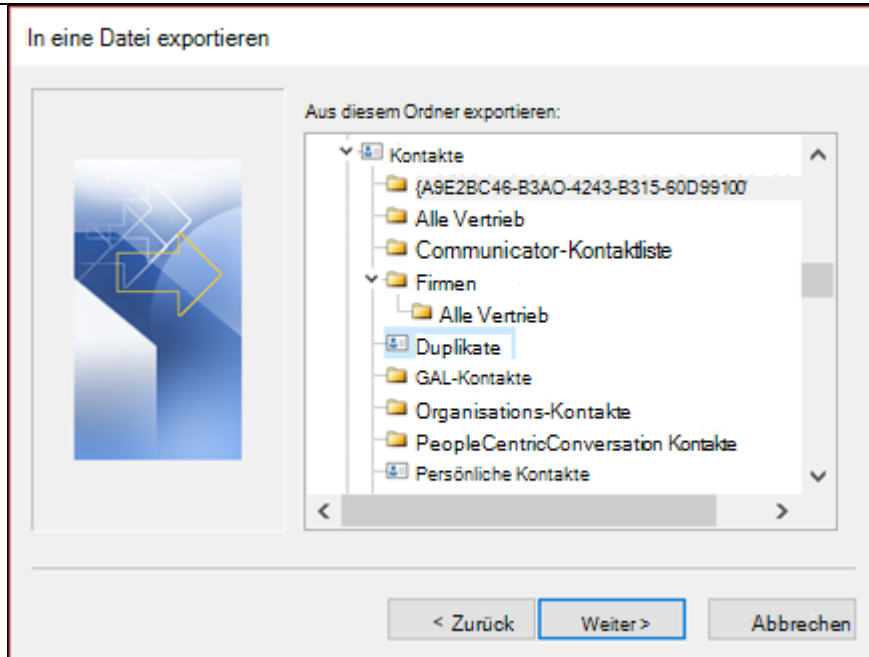 In eine Datei exportieren
Aus diesem Ordner exportieren:
Kontakte
{A9E2BC46-B3AO-4243-B315-60D99100
Alle Vertrieb
Communicator-Kontaktliste
Firmen
Alle Vertrieb
Duplikate
GAL-Kontakte
Organisations-Kontakte
PeopleCentricConversation Kontakte
Persönliche Kontakte
< Zurück Weiter > Abbrechen